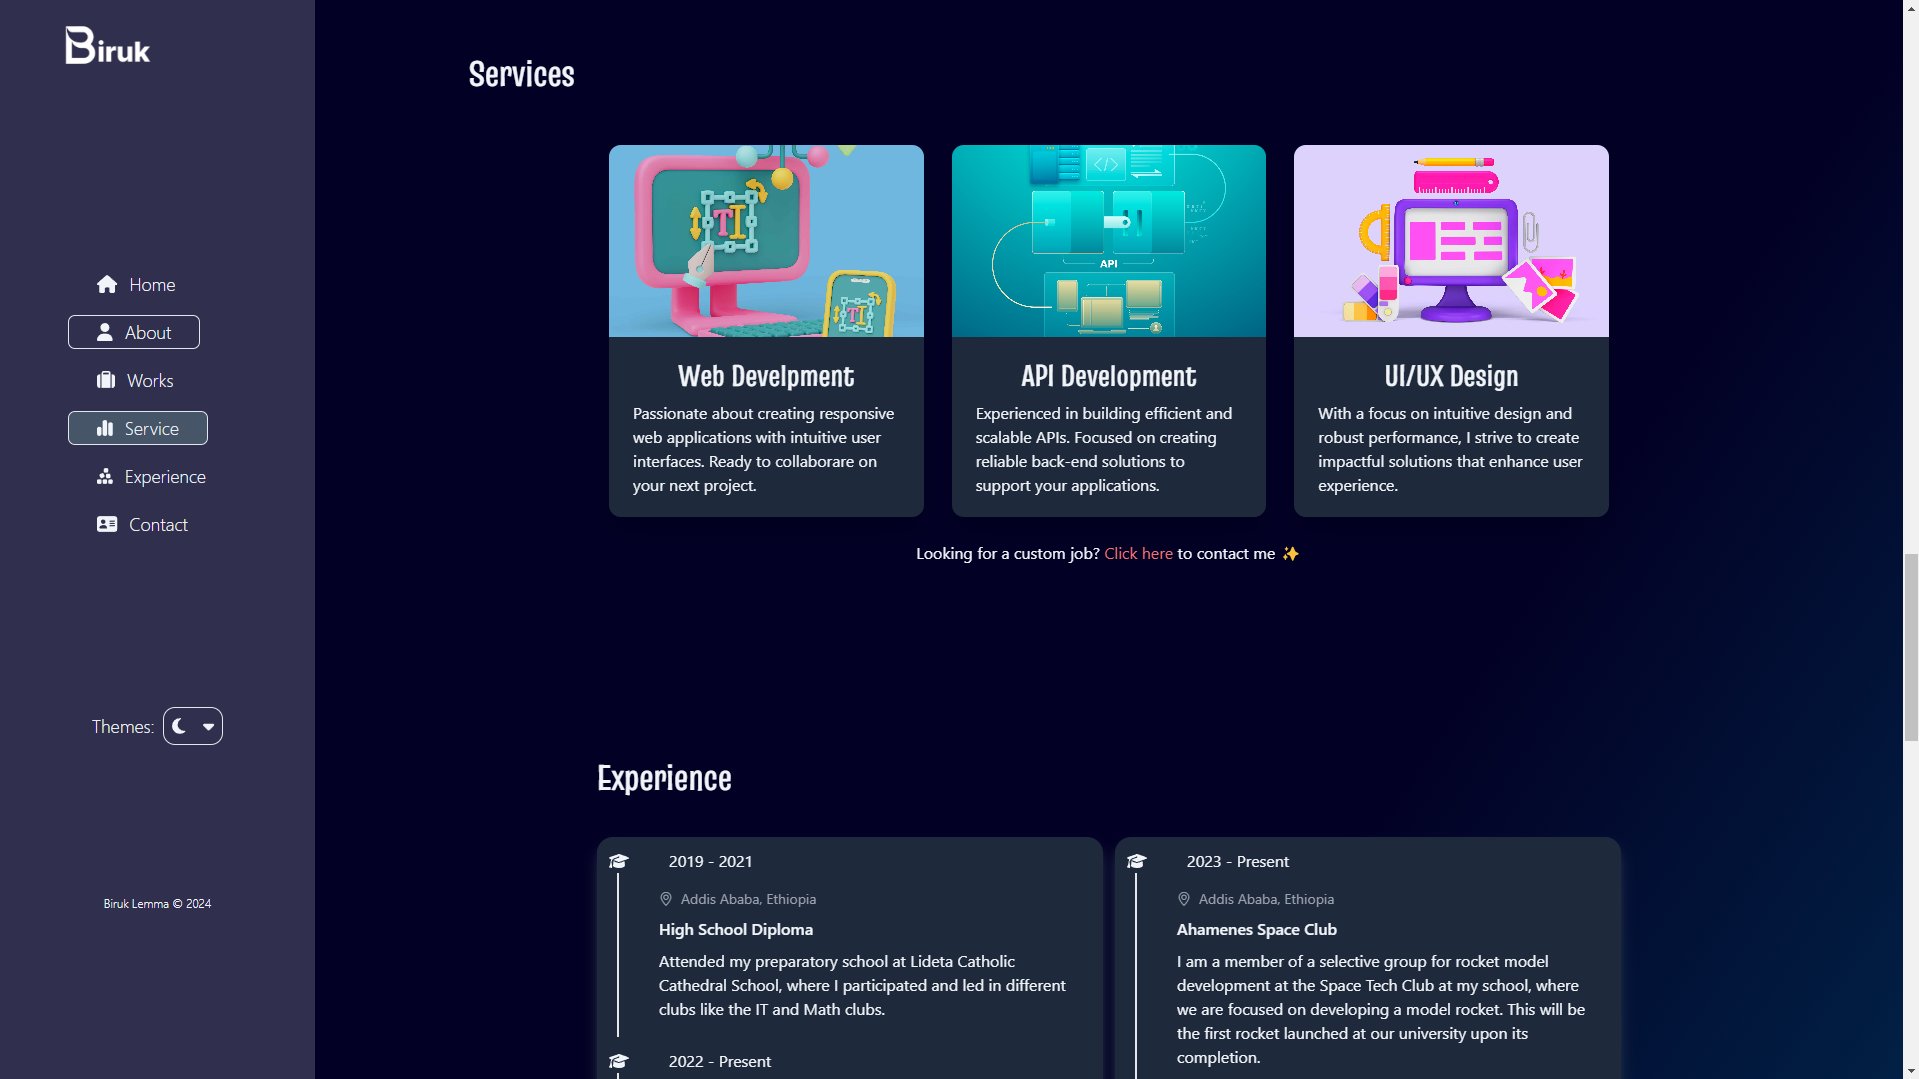 Biruk
Home
About
Works
Service
Experience
Contact
Themes:
Biruk Lemma © 2024
Services
TI
TI
</>
API
Web Develpment
Passionate about creating responsive
web applications with intuitive user
interfaces. Ready to collaborare on
your next project.
API Development
Experienced in building efficient and
scalable APIs. Focused on creating
reliable back-end solutions to
support your applications.
UI/UX Design
With a focus on intuitive design and
robust performance, I strive to create
impactful solutions that enhance user
experience.
Looking for a custom job? Click here to contact me ✨
Experience
2019 - 2021
Addis Ababa, Ethiopia
High School Diploma
Attended my preparatory school at Lideta Catholic
Cathedral School, where I participated and led in different
clubs like the IT and Math clubs.
2022 - Present
2023 - Present
Addis Ababa, Ethiopia
Ahamenes Space Club
I am a member of a selective group for rocket model
development at the Space Tech Club at my school, where
we are focused on developing a model rocket. This will be
the first rocket launched at our university upon its
completion.